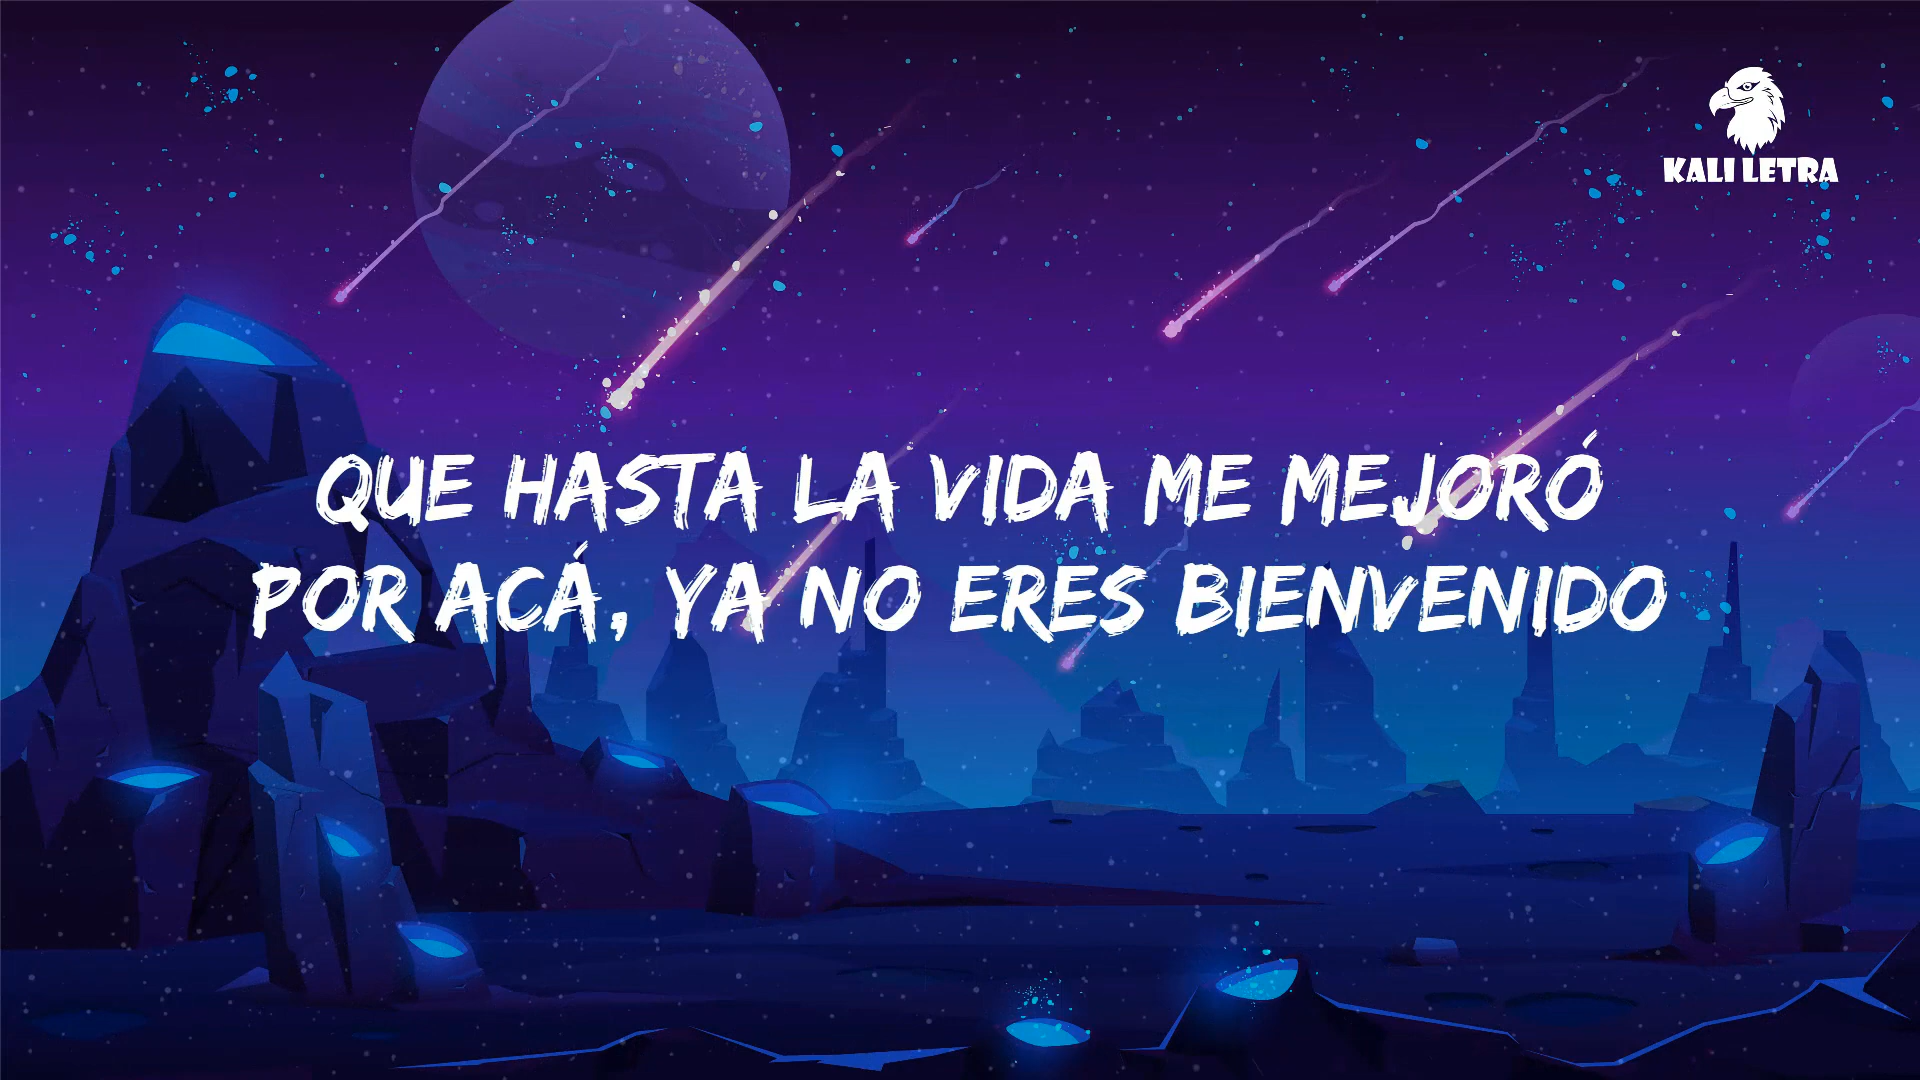 KALI LETRA
QUE HASTA LA VIDA ME MEJORÓ
POR ACÁ, YA NO ERES BIENVENIDO